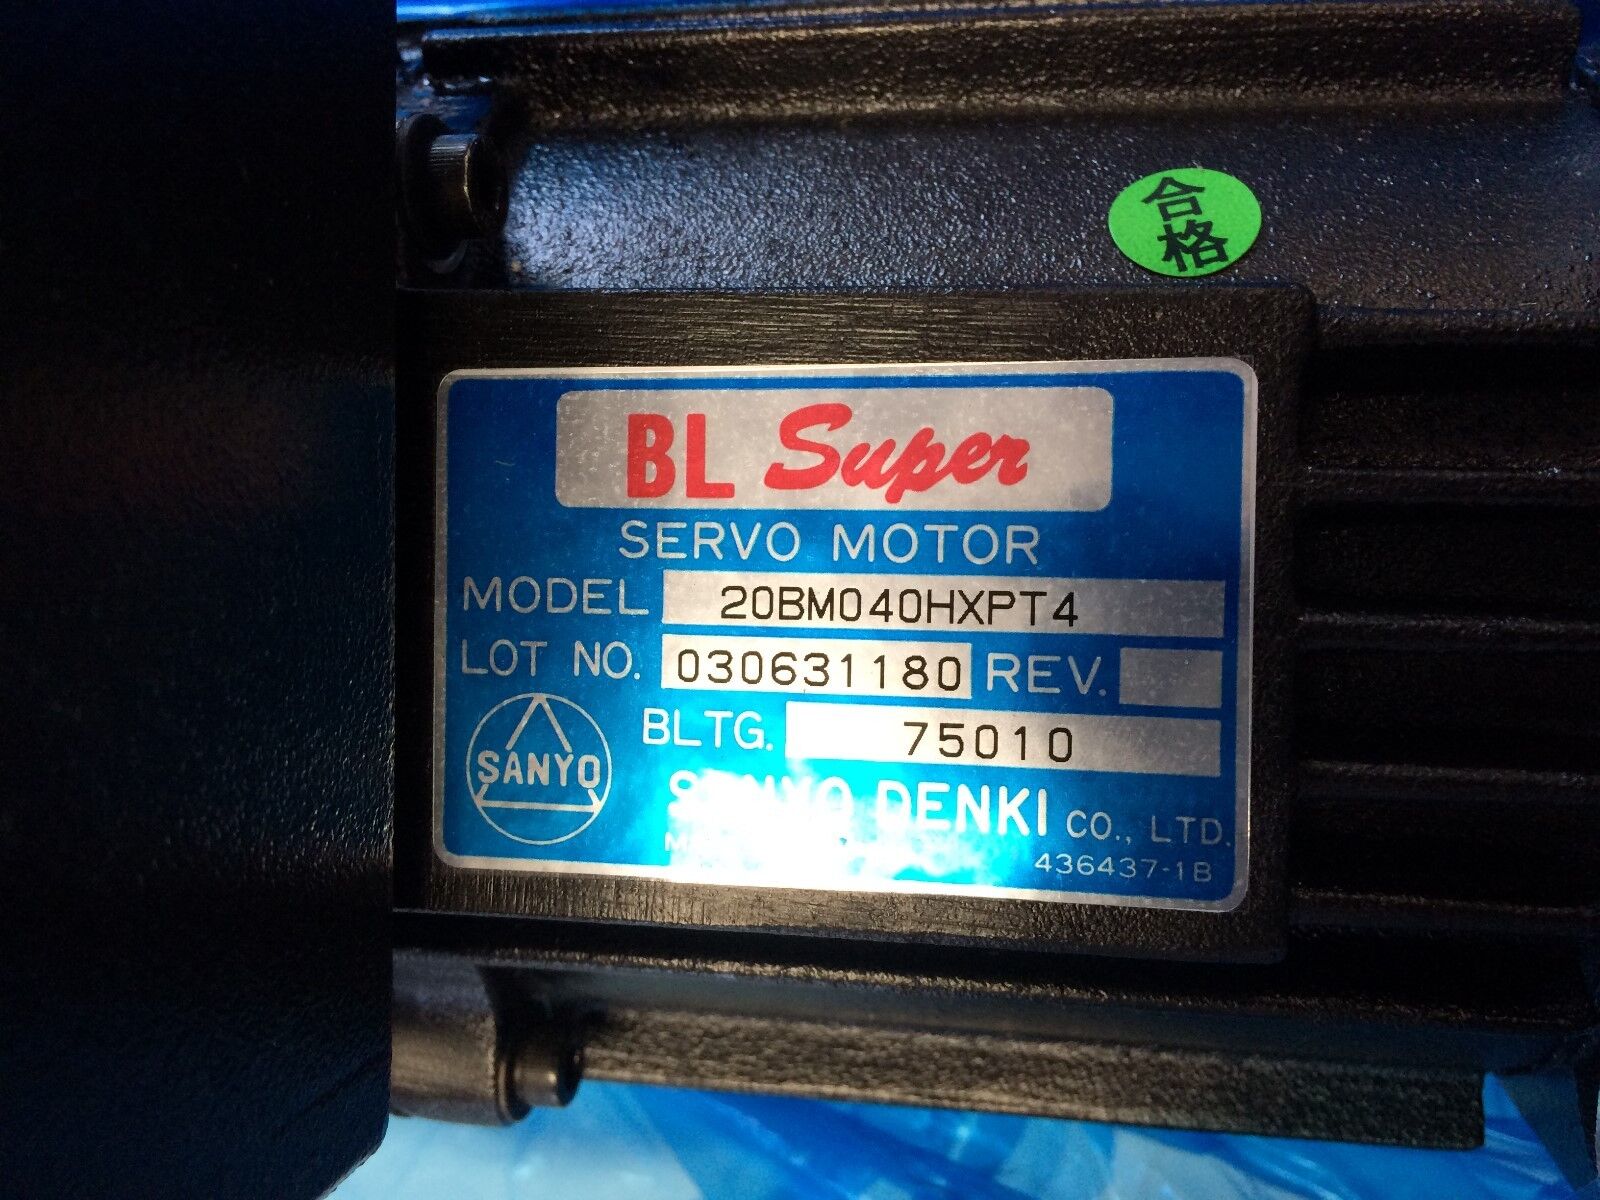 合格
BL Super
SERVO MOTOR
MODEL 20BM040HXPT4
LOT NO. 030631180 REV.
BLTG. 75010
SANYO
SANYO DENKI CO., LTD.
436437-1B